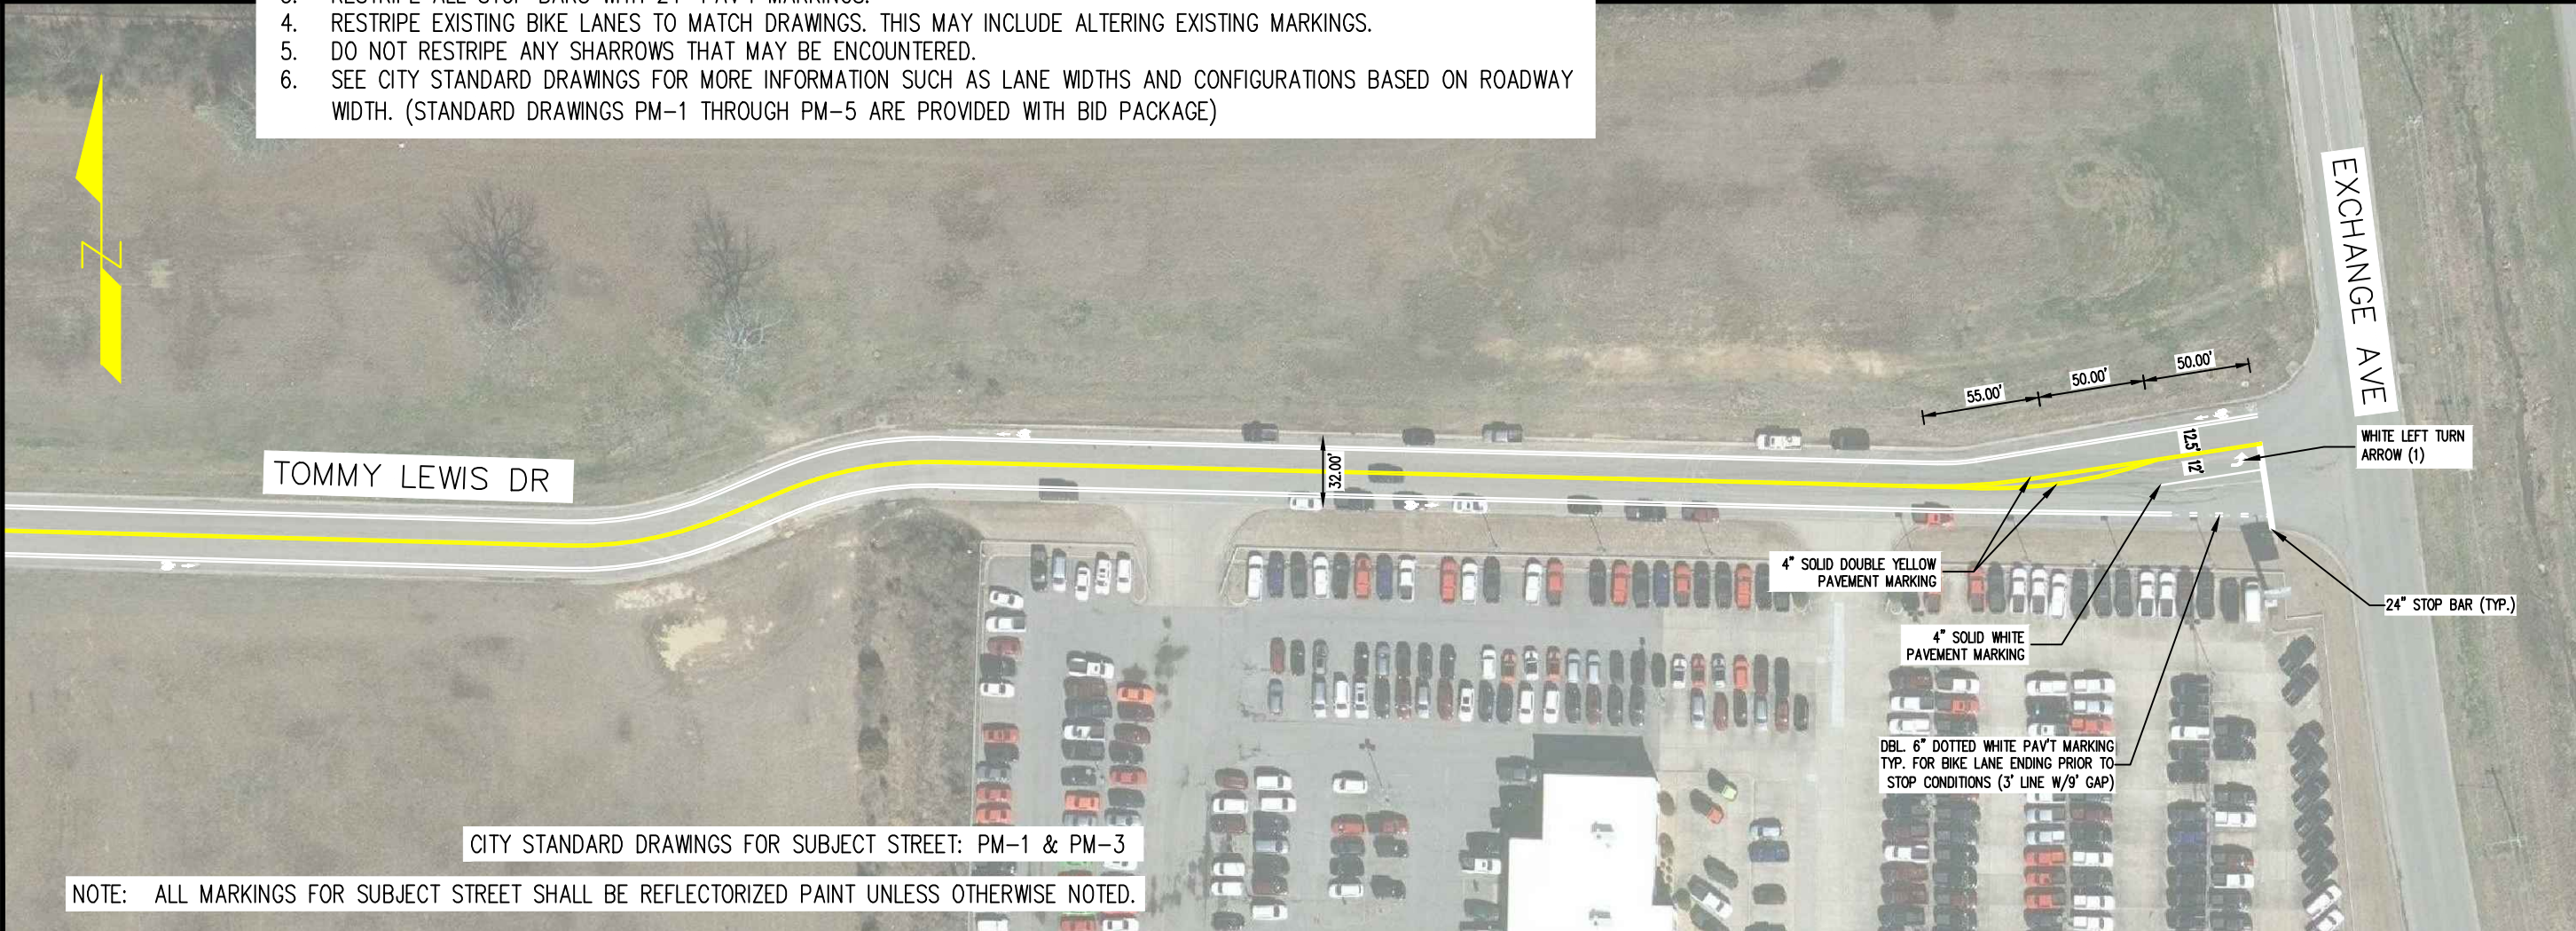 4. RESTRIPE EXISTING BIKE LANES TO MATCH DRAWINGS. THIS MAY INCLUDE ALTERING EXISTING MARKINGS.
5. DO NOT RESTRIPE ANY SHARROWS THAT MAY BE ENCOUNTERED.
6. SEE CITY STANDARD DRAWINGS FOR MORE INFORMATION SUCH AS LANE WIDTHS AND CONFIGURATIONS BASED ON ROADWAY
WIDTH. (STANDARD DRAWINGS PM-1 THROUGH PM-5 ARE PROVIDED WITH BID PACKAGE)
N
EXCHANGE AVE
50.00'
50.00'
55.00'
12.5'
12'
WHITE LEFT TURN
ARROW (1)
TOMMY LEWIS DR
32.00'
4" SOLID DOUBLE YELLOW
PAVEMENT MARKING
24" STOP BAR (TYP.)
4" SOLID WHITE
PAVEMENT MARKING
DBL. 6" DOTTED WHITE PAV'T MARKING
TYP. FOR BIKE LANE ENDING PRIOR TO
STOP CONDITIONS (3' LINE W/9' GAP)
CITY STANDARD DRAWINGS FOR SUBJECT STREET: PM-1 & PM-3
NOTE: ALL MARKINGS FOR SUBJECT STREET SHALL BE REFLECTORIZED PAINT UNLESS OTHERWISE NOTED.